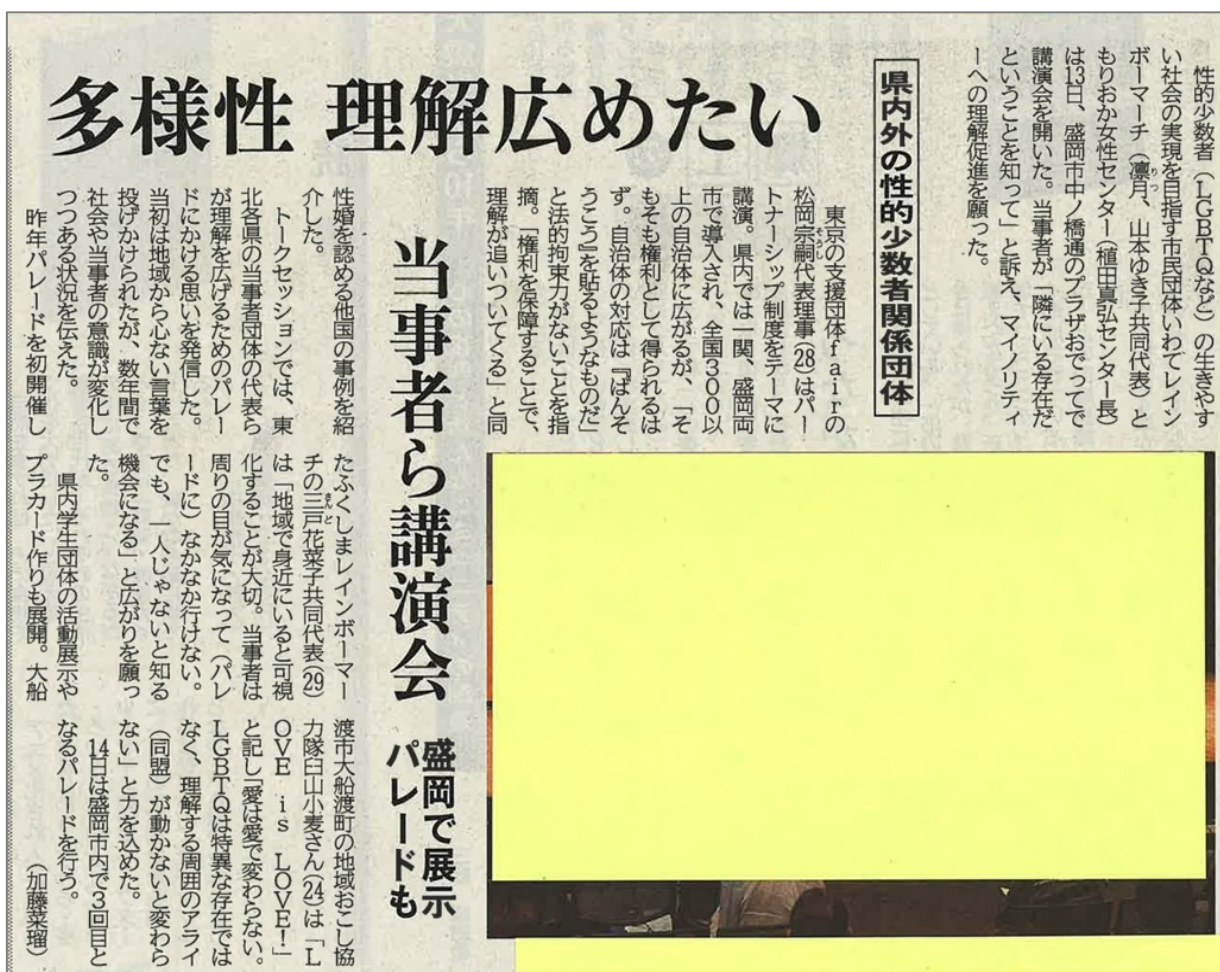 多様性 理解広めたい
県内外の性的少数者関係団体
当事者ら講演会
盛岡で展示
パレードも
性的少数者（LGBTQなど）の生きやす
い社会の実現を目指す市民団体いわてレイン
ボーマーチ（凛月、山本ゆき子共同代表）と
もりおか女性センター（植田真弘センター長）
は13日、盛岡市中ノ橋通のプラザおでってで
講演会を開いた。当事者が「隣にいる存在だ
ということを知って」と訴え、マイノリティ
ーへの理解促進を願った。
東京の支援団体fairの
松岡宗嗣代表理事(28)はパー
トナーシップ制度をテーマに
講演。県内では一関、盛岡両
市で導入され、全国300以
上の自治体に広がるが、「そ
もそも権利として得られるは
ず。自治体の対応は『ばんそ
うこう』を貼るようなものだ」
と法的拘束力がないことを指
摘。「権利を保障することで、
理解が追いついてくる」と同
性婚を認める他国の事例を紹
介した。
トークセッションでは、東
北各県の当事者団体の代表ら
が理解を広げるためのパレー
ドにかける思いを発信した。
当初は地域から心ない言葉を
投げかけられたが、数年間で
社会や当事者の意識が変化し
つつある状況を伝えた。
昨年パレードを初開催し
たふくしまレインボーマー
チの三戸花菜子共同代表(29)
は「地域で身近にいると可視
化することが大切。当事者は
周りの目が気になって（パレ
ードに）なかなか行けない。
でも、一人じゃないと知る
機会になる」と広がりを願っ
た。
県内学生団体の活動展示や
プラカード作りも展開。大船
渡市大船渡町の地域おこし協
力隊臼山小麦さん(24)は「L
OVE is LOVE！」
と記し「愛は愛で変わらない。
LGBTQは特異な存在では
なく、理解する周囲のアライ
（同盟）が動かないと変わら
ない」と力を込めた。
14日は盛岡市内で3回目と
なるパレードを行う。
（加藤菜瑠）